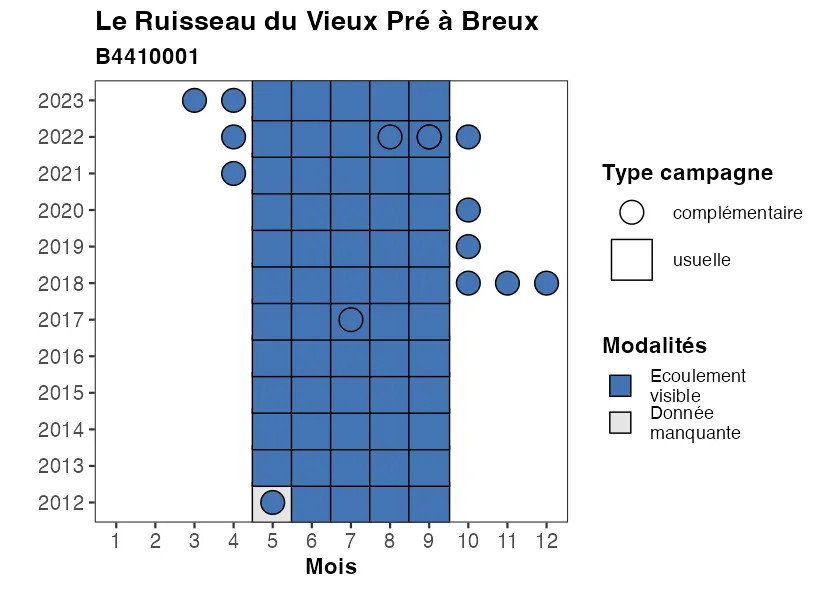 Le Ruisseau du Vieux Pré à Breux
B4410001
2023
2022
2021
2020
2019
2018
2017
2016
2015
2014
2013
2012
1 2 3 4 5 6 7 8 9 10 11 12
Mois
Type campagne
complémentaire
usuelle
Modalités
Ecoulement
visible
Donnée
manquante